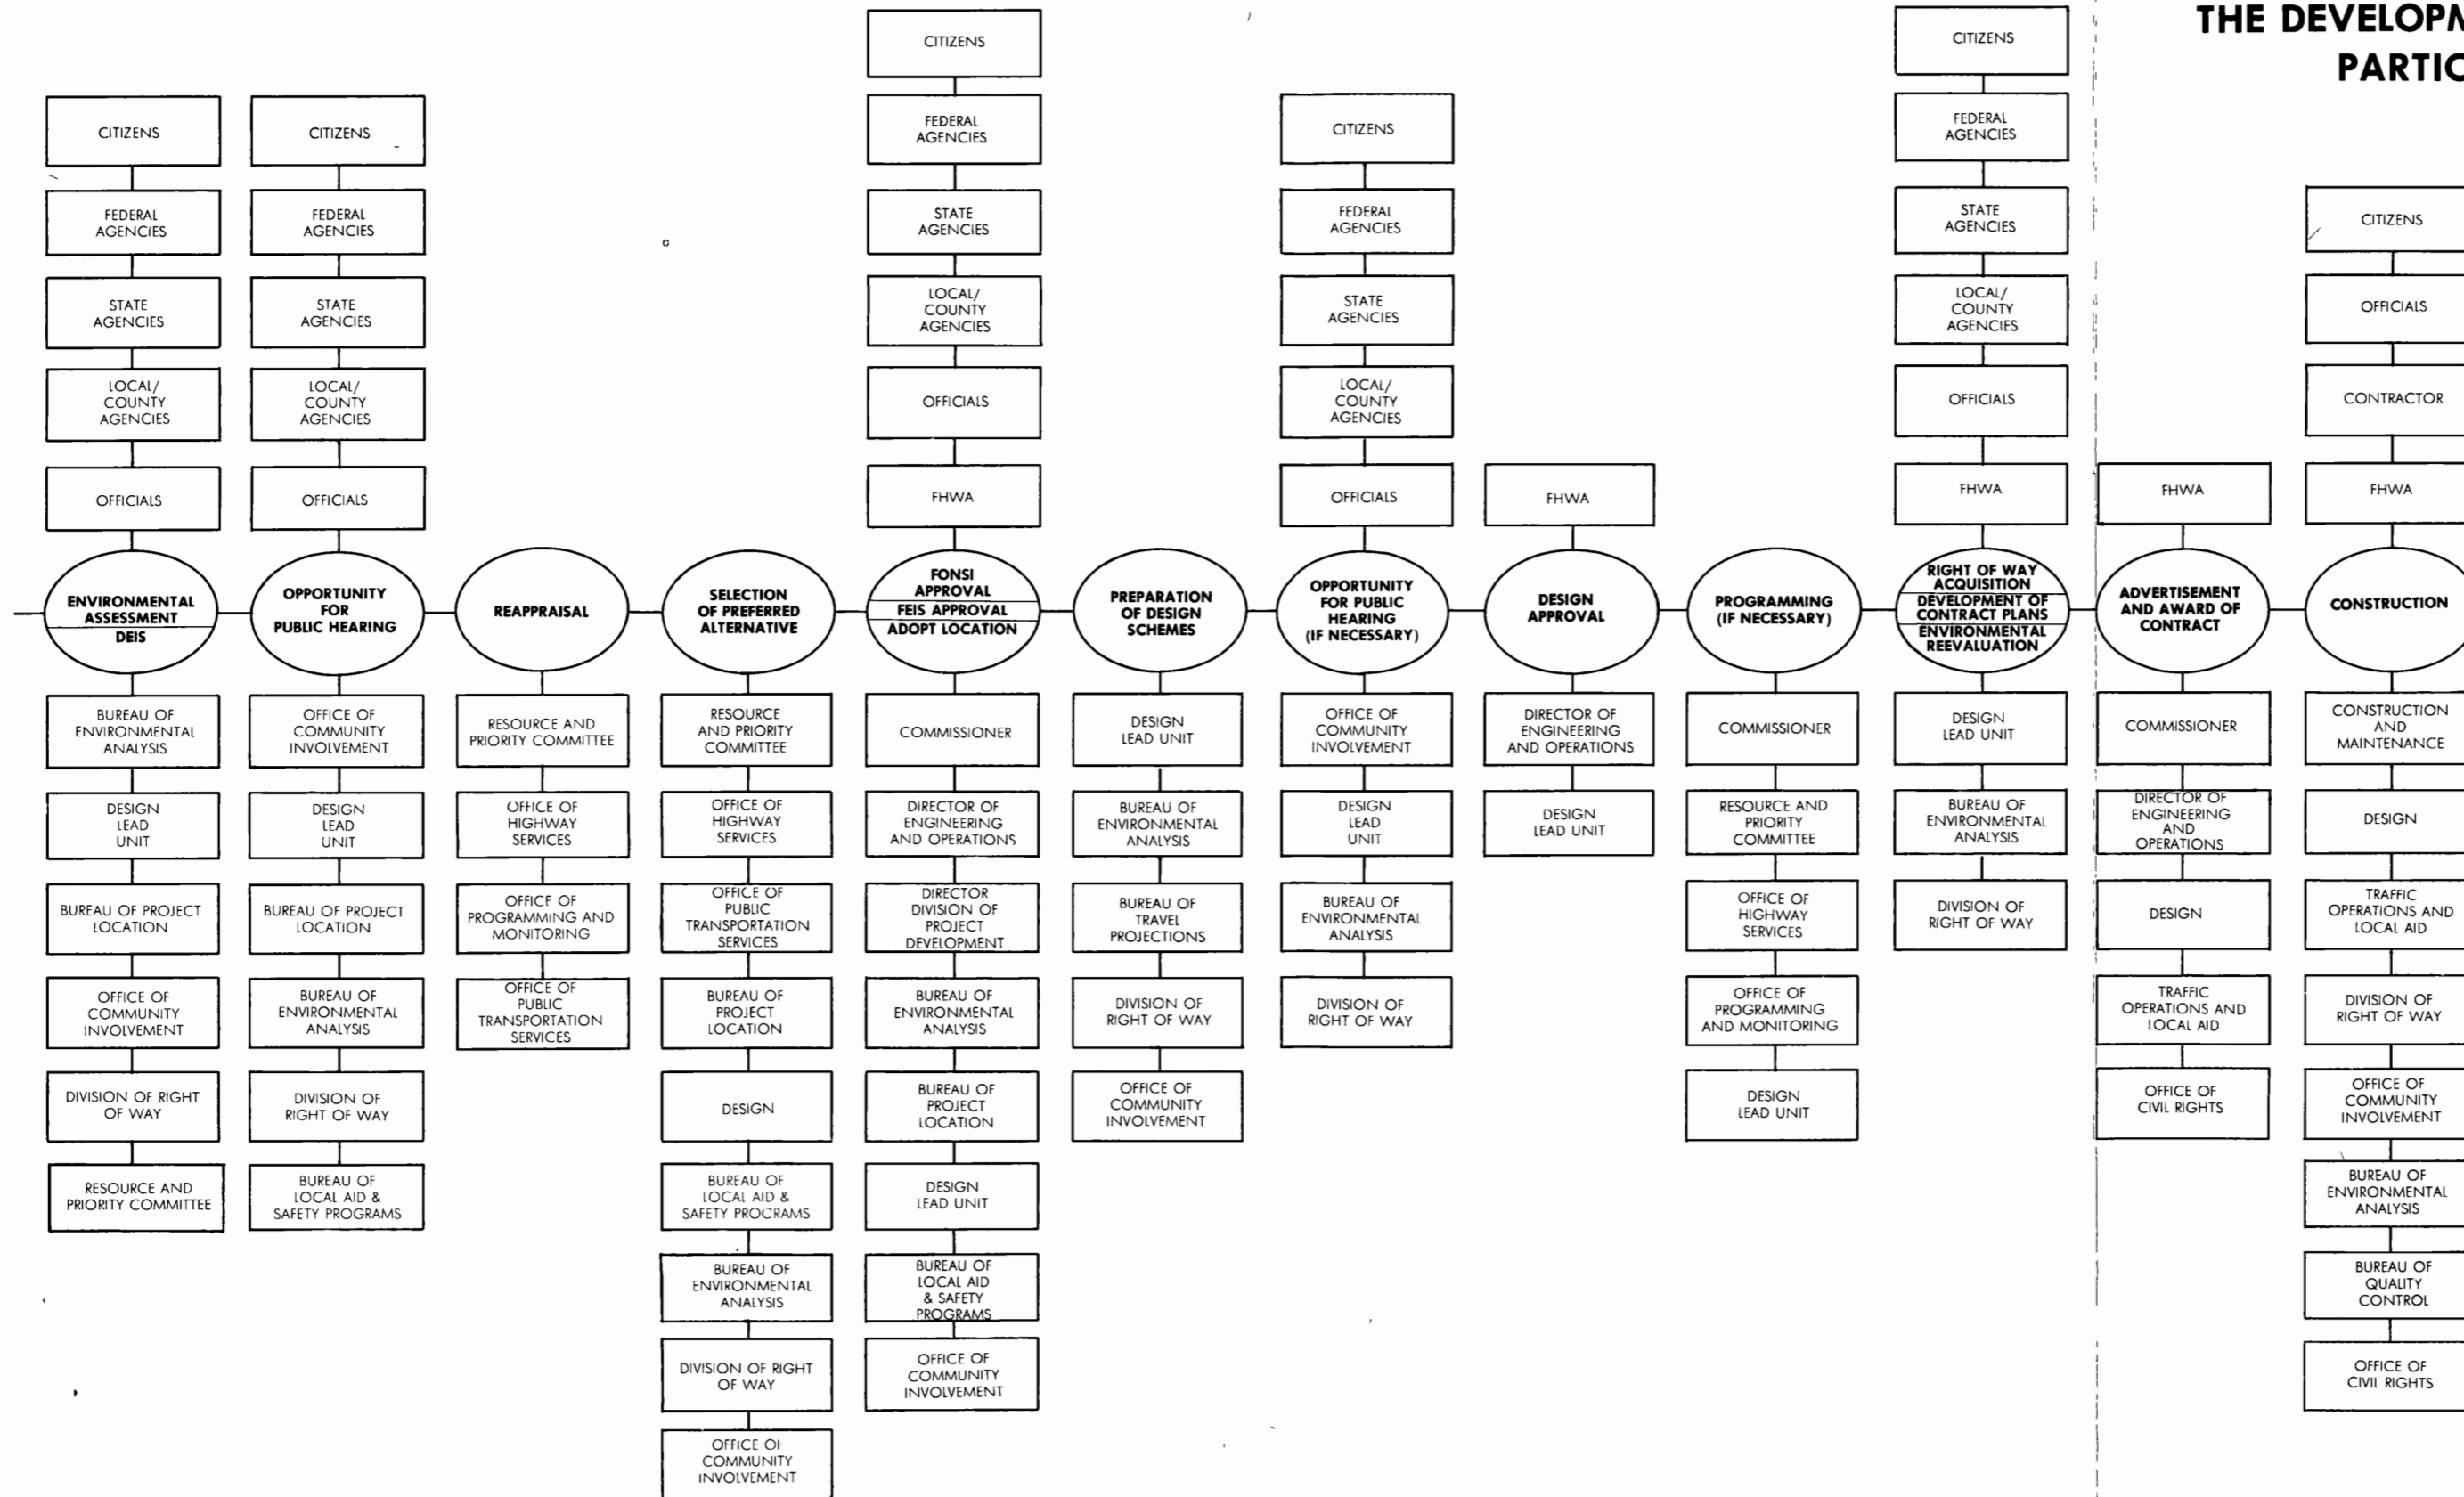 THE DEVELOPM
PARTIC
CITIZENS
FEDERAL
AGENCIES
STATE
AGENCIES
LOCAL/
COUNTY
AGENCIES
OFFICIALS
ENVIRONMENTAL
ASSESSMENT
DEIS
BUREAU OF
ENVIRONMENTAL
ANALYSIS
DESIGN
LEAD
UNIT
BUREAU OF PROJECT
LOCATION
OFFICE OF
COMMUNITY
INVOLVEMENT
DIVISION OF RIGHT
OF WAY
RESOURCE AND
PRIORITY COMMITTEE
CITIZENS
FEDERAL
AGENCIES
STATE
AGENCIES
LOCAL/
COUNTY
AGENCIES
OFFICIALS
OPPORTUNITY
FOR
PUBLIC HEARING
OFFICE OF
COMMUNITY
INVOLVEMENT
DESIGN
LEAD
UNIT
BUREAU OF PROJECT
LOCATION
BUREAU OF
ENVIRONMENTAL
ANALYSIS
DIVISION OF
RIGHT OF WAY
BUREAU OF
LOCAL AID &
SAFETY PROGRAMS
REAPPRAISAL
RESOURCE AND
PRIORITY COMMITTEE
OFFICE OF
HIGHWAY
SERVICES
OFFICE OF
PROGRAMMING AND
MONITORING
OFFICE OF
PUBLIC
TRANSPORTATION
SERVICES
SELECTION
OF PREFERRED
ALTERNATIVE
RESOURCE
AND PRIORITY
COMMITTEE
OFFICE OF
HIGHWAY
SERVICES
OFFICE OF
PUBLIC
TRANSPORTATION
SERVICES
BUREAU OF
PROJECT
LOCATION
DESIGN
BUREAU OF
LOCAL AID &
SAFETY PROGRAMS
BUREAU OF
ENVIRONMENTAL
ANALYSIS
DIVISION OF RIGHT
OF WAY
OFFICE OF
COMMUNITY
INVOLVEMENT
CITIZENS
FEDERAL
AGENCIES
STATE
AGENCIES
LOCAL/
COUNTY
AGENCIES
OFFICIALS
FHWA
FONSI
APPROVAL
FEIS APPROVAL
ADOPT LOCATION
COMMISSIONER
DIRECTOR OF
ENGINEERING
AND OPERATIONS
DIRECTOR
DIVISION OF
PROJECT
DEVELOPMENT
BUREAU OF
ENVIRONMENTAL
ANALYSIS
BUREAU OF
PROJECT
LOCATION
DESIGN
LEAD UNIT
BUREAU OF
LOCAL AID
& SAFETY
PROGRAMS
OFFICE OF
COMMUNITY
INVOLVEMENT
PREPARATION
OF DESIGN
SCHEMES
DESIGN
LEAD UNIT
BUREAU OF
ENVIRONMENTAL
ANALYSIS
BUREAU OF
TRAVEL
PROJECTIONS
DIVISION OF
RIGHT OF WAY
OFFICE OF
COMMUNITY
INVOLVEMENT
CITIZENS
FEDERAL
AGENCIES
STATE
AGENCIES
LOCAL/
COUNTY
AGENCIES
OFFICIALS
OPPORTUNITY
FOR PUBLIC
HEARING
(IF NECESSARY)
OFFICE OF
COMMUNITY
INVOLVEMENT
DESIGN
LEAD
UNIT
BUREAU OF
ENVIRONMENTAL
ANALYSIS
DIVISION OF
RIGHT OF WAY
FHWA
DESIGN
APPROVAL
DIRECTOR OF
ENGINEERING
AND OPERATIONS
DESIGN
LEAD UNIT
PROGRAMMING
(IF NECESSARY)
COMMISSIONER
RESOURCE AND
PRIORITY
COMMITTEE
OFFICE OF
HIGHWAY
SERVICES
OFFICE OF
PROGRAMMING
AND MONITORING
DESIGN
LEAD UNIT
CITIZENS
FEDERAL
AGENCIES
STATE
AGENCIES
LOCAL/
COUNTY
AGENCIES
OFFICIALS
FHWA
RIGHT OF WAY
ACQUISITION
DEVELOPMENT OF
CONTRACT PLANS
ENVIRONMENTAL
REEVALUATION
DESIGN
LEAD UNIT
BUREAU OF
ENVIRONMENTAL
ANALYSIS
DIVISION OF
RIGHT OF WAY
FHWA
ADVERTISEMENT
AND AWARD OF
CONTRACT
COMMISSIONER
DIRECTOR OF
ENGINEERING
AND
OPERATIONS
DESIGN
TRAFFIC
OPERATIONS AND
LOCAL AID
OFFICE OF
CIVIL RIGHTS
CITIZENS
OFFICIALS
CONTRACTOR
FHWA
CONSTRUCTION
CONSTRUCTION
AND
MAINTENANCE
DESIGN
TRAFFIC
OPERATIONS AND
LOCAL AID
DIVISION OF
RIGHT OF WAY
OFFICE OF
COMMUNITY
INVOLVEMENT
BUREAU OF
ENVIRONMENTAL
ANALYSIS
BUREAU OF
QUALITY
CONTROL
OFFICE OF
CIVIL RIGHTS